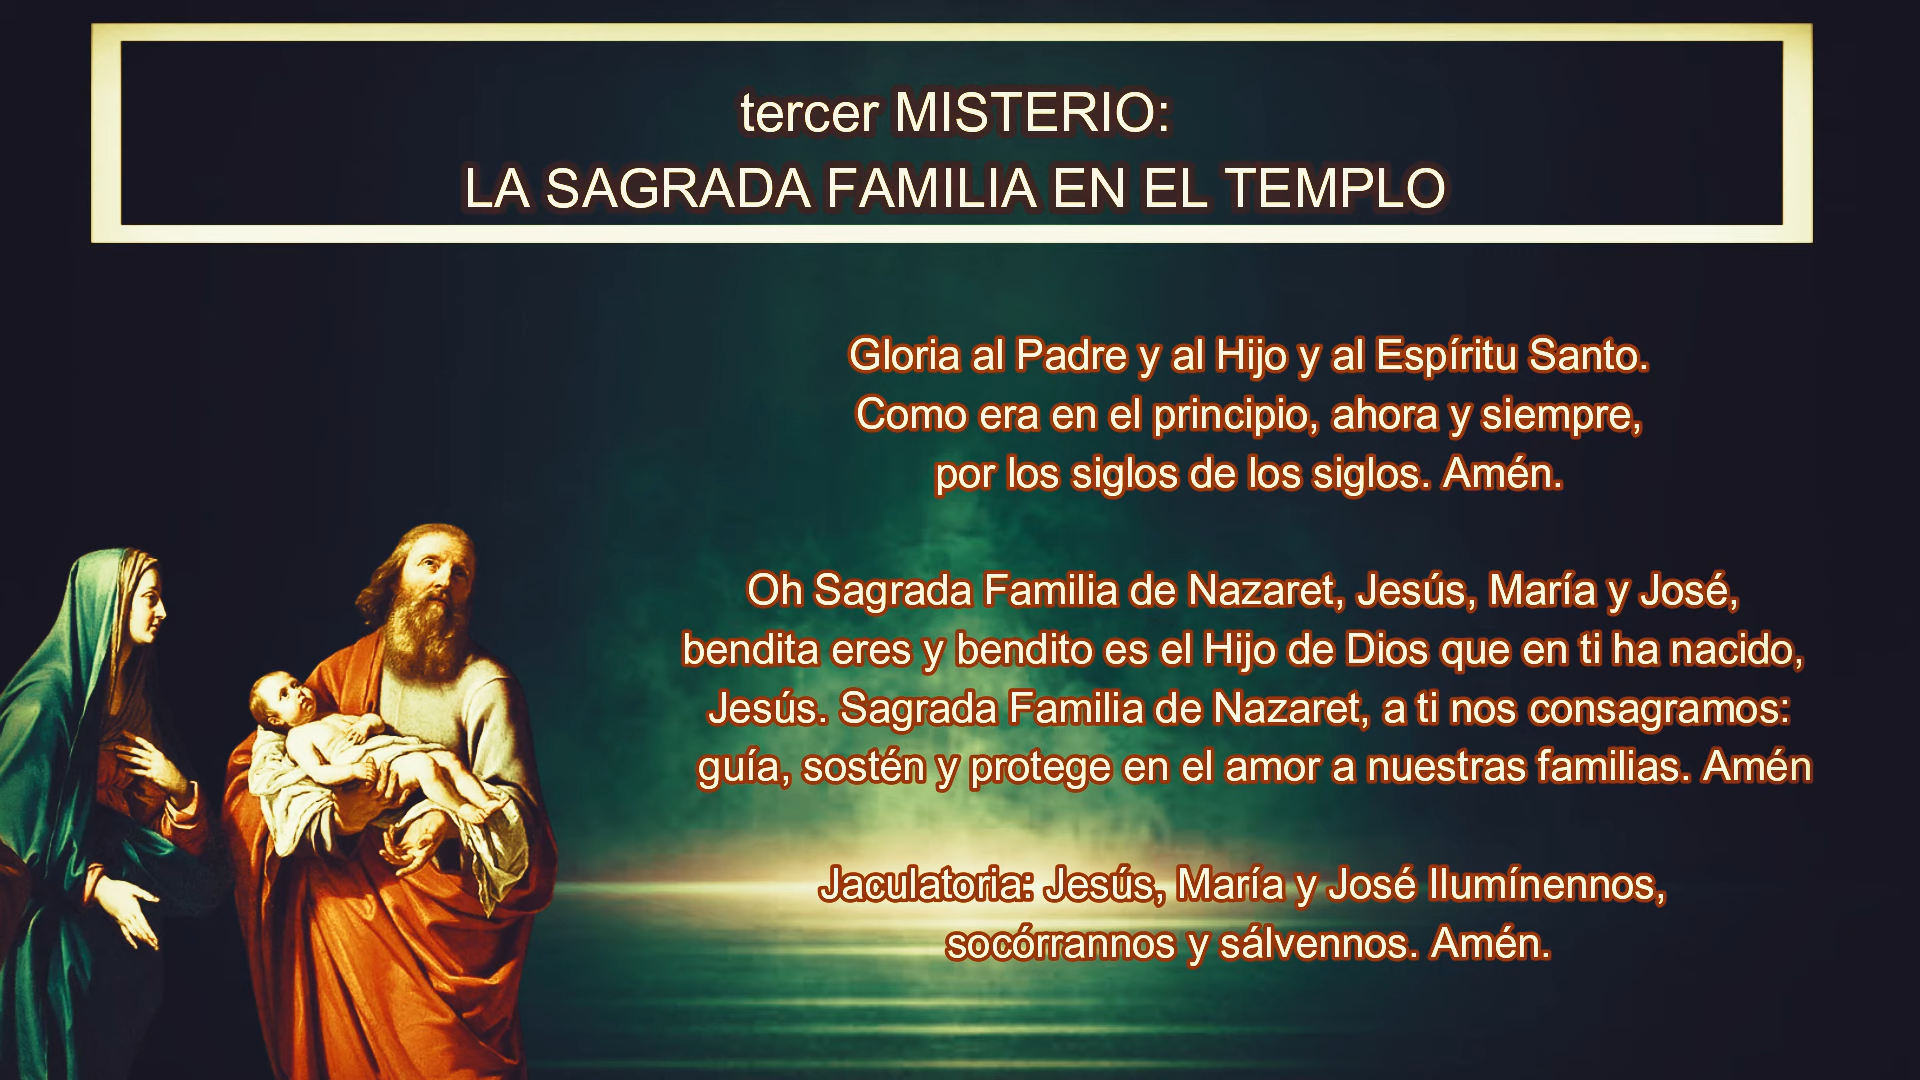 tercer MISTERIO:
LA SAGRADA FAMILIA EN EL TEMPLO
Gloria al Padre y al Hijo y al Espíritu Santo.
Como era en el principio, ahora y siempre,
por los siglos de los siglos. Amén.
Oh Sagrada Familia de Nazaret, Jesús, María y José,
bendita eres y bendito es el Hijo de Dios que en ti ha nacido,
Jesús. Sagrada Familia de Nazaret, a ti nos consagramos:
guía, sostén y protege en el amor a nuestras familias. Amén
Jaculatoria: Jesús, María y José Ilumínennos,
socórrannos y sálvennos. Amén.